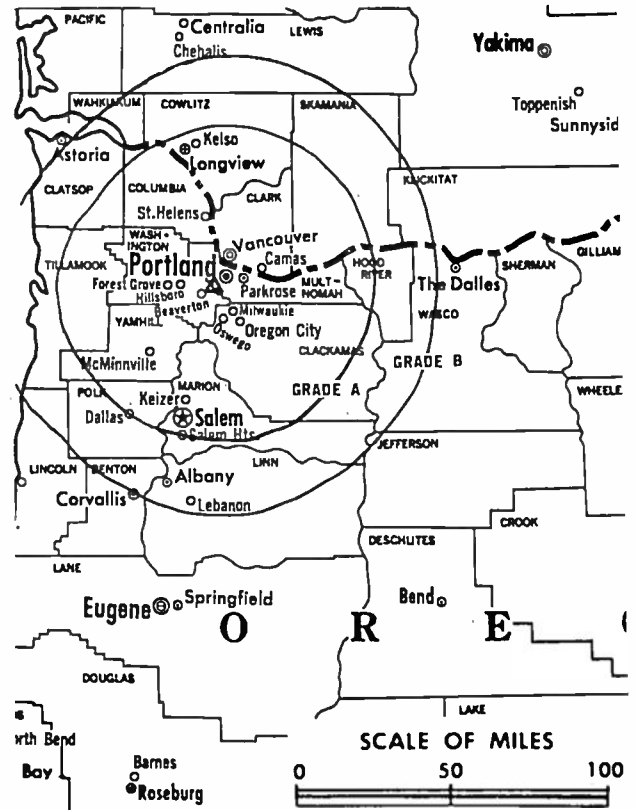 PACIFIC
Centralia
Chehalis
LEWIS
Yakima
Toppenish
Sunnysid
WAHKIAKUM
COWLITZ
SKAMANIA
Astoria
Kelso
Longview
KLICKITAT
CLATSOP
COLUMBIA
CLARK
St.Helens
WASH-
INGTON
Vancouver
Camas
TILLAMOOK
Portland
HOOD
RIVER
The Dalles
SHERMAN
GILLIAM
Forest Grove
Hillsboro
Beaverton
Parkrose
MULT-
NOMAH
WASCO
YAMHILL
Milwaukie
Oswego
Oregon City
CLACKAMAS
McMinnville
GRADE B
POLK
MARION
GRADE A
WHEELE
Keizer
Dallas
Salem
Salem Hts.
JEFFERSON
LINCOLN
BENTON
LINN
Albany
Corvallis
Lebanon
CROOK
DESCHUTES
LANE
Eugene
Springfield
Bend
O R E
DOUGLAS
LAKE
rth Bend
Bay
Barnes
Roseburg
SCALE OF MILES
0 50 100